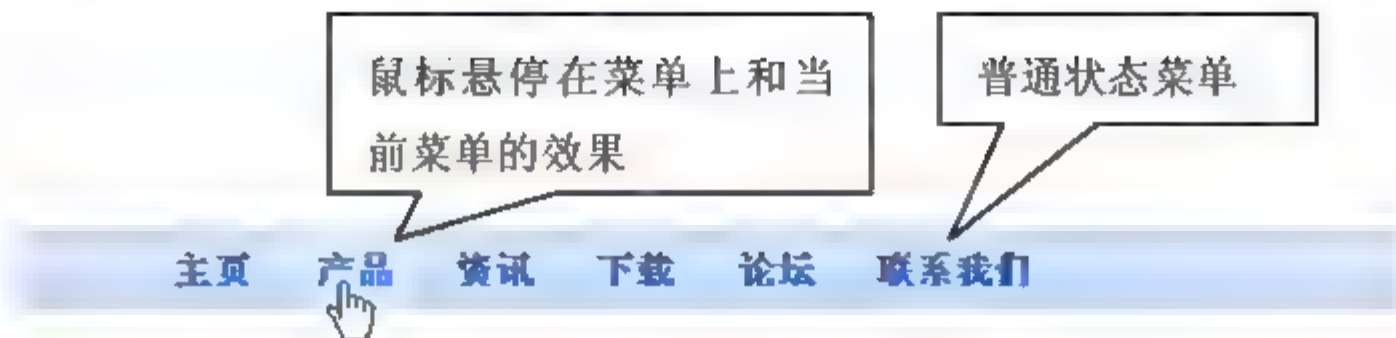 鼠标悬停在菜单上和当
前菜单的效果
普通状态菜单
主页 产品 资讯 下载 论坛 联系我们